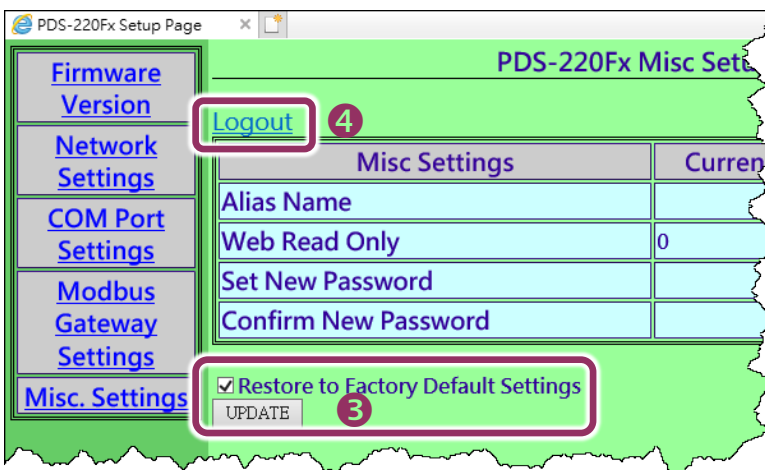 PDS-220Fx Setup Page
Firmware
Version
Network
Settings
COM Port
Settings
Modbus
Gateway
Settings
Misc. Settings
PDS-220Fx Misc
Logout
4
Misc Settings
Alias Name
Web Read Only
0
Set New Password
Confirm New Password
Restore to Factory Default Settings
UPDATE
3